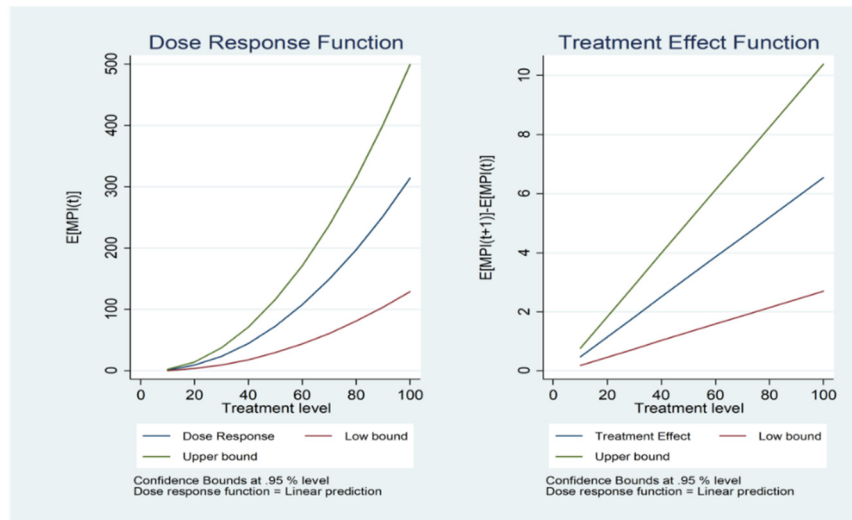 Dose Response Function
E[MPI(t)]
500
400
300
200
100
0
0 20 40 60 80 100
Treatment level
Dose Response Low bound
Upper bound
Confidence Bounds at .95 % level
Dose response function = Linear prediction
Treatment Effect Function
E[MPI(t+1)]-E[MPI(t)]
10
8
6
4
2
0
0 20 40 60 80 100
Treatment level
Treatment Effect Low bound
Upper bound
Confidence Bounds at .95 % level
Dose response function = Linear prediction